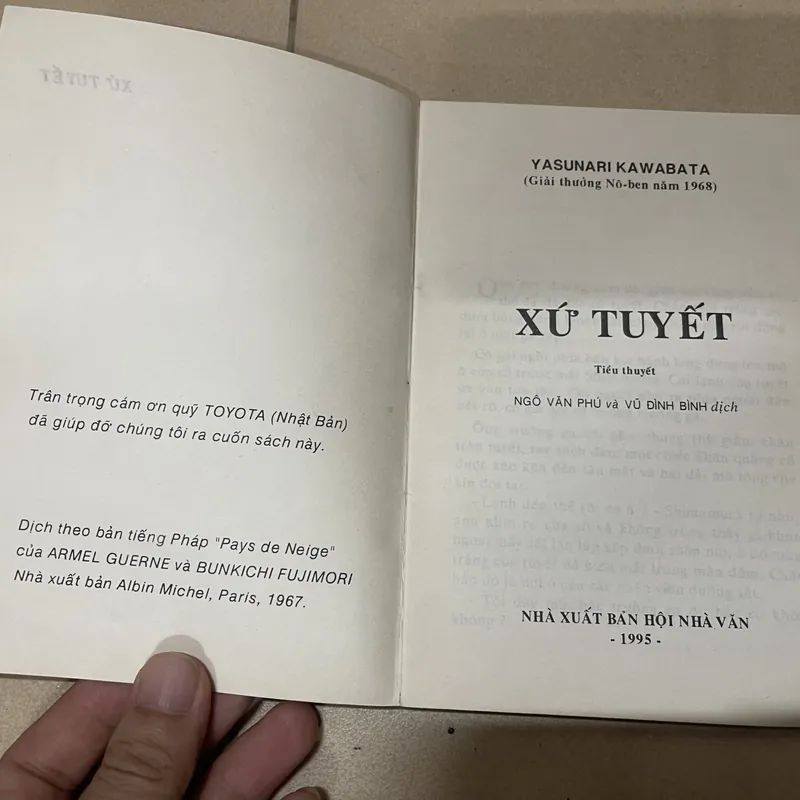 XỨ TUYẾT
Trân trọng cám ơn quỹ TOYOTA (Nhật Bản)
đã giúp đỡ chúng tôi ra cuốn sách này.
Dịch theo bản tiếng Pháp "Pays de Neige"
của ARMEL GUERNE và BUNKICHI FUJIMORI
Nhà xuất bản Albin Michel, Paris, 1967.
YASUNARI KAWABATA
(Giải thưởng Nô-ben năm 1968)
XỨ TUYẾT
Tiểu thuyết
NGÔ VĂN PHÚ và VŨ ĐÌNH BÌNH dịch
NHÀ XUẤT BẢN HỘI NHÀ VĂN
- 1995 -